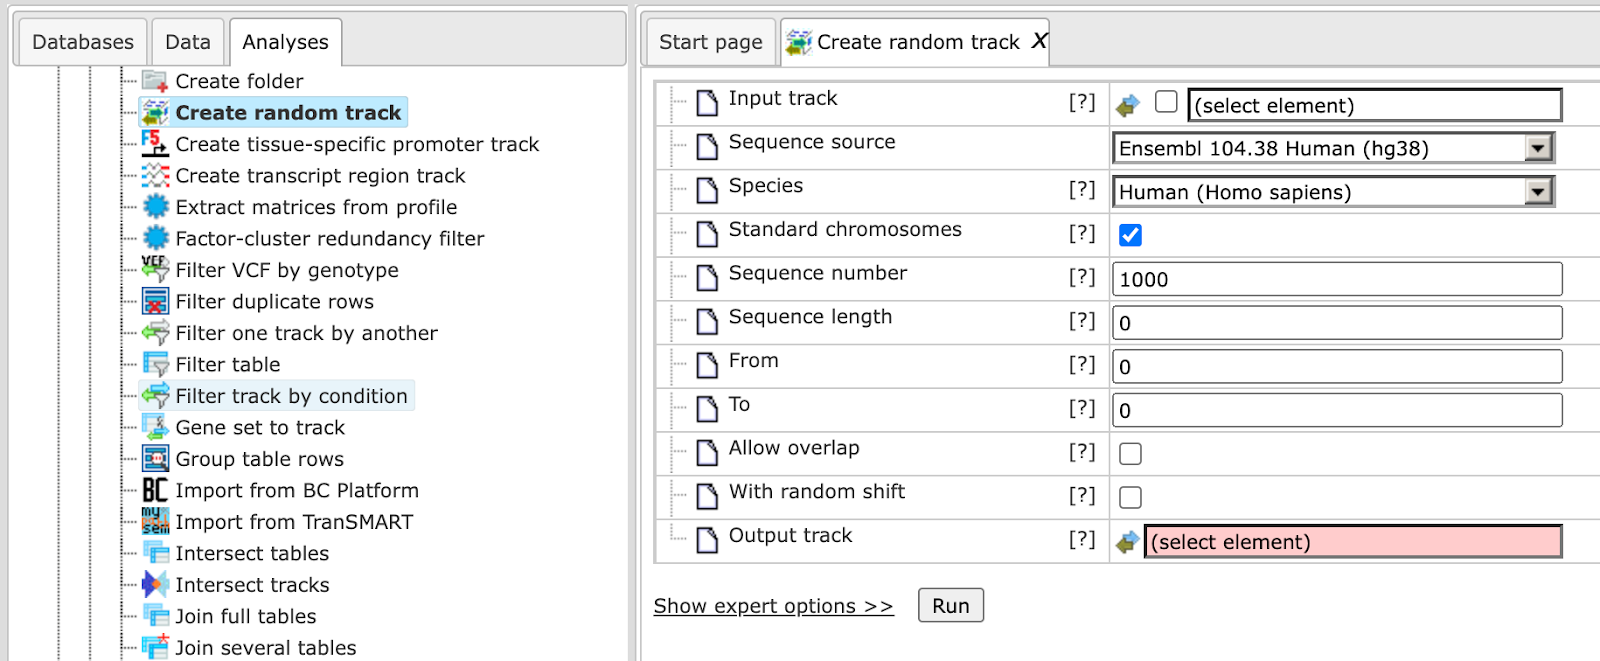 Databases
Data
Analyses
Create folder
Create random track
Create tissue-specific promoter track
Create transcript region track
Extract matrices from profile
Factor-cluster redundancy filter
Filter VCF by genotype
Filter duplicate rows
Filter one track by another
Filter table
Filter track by condition
Gene set to track
Group table rows
BC Import from BC Platform
Import from TranSMART
Intersect tables
Intersect tracks
Join full tables
Join several tables
Start page
Create random track X
Input track [?] (select element)
Sequence source Ensembl 104.38 Human (hg38)
Species [?] Human (Homo sapiens)
Standard chromosomes [?]
Sequence number [?] 1000
Sequence length [?] 0
From [?] 0
To [?] 0
Allow overlap [?]
With random shift [?]
Output track [?] (select element)
Show expert options >> Run